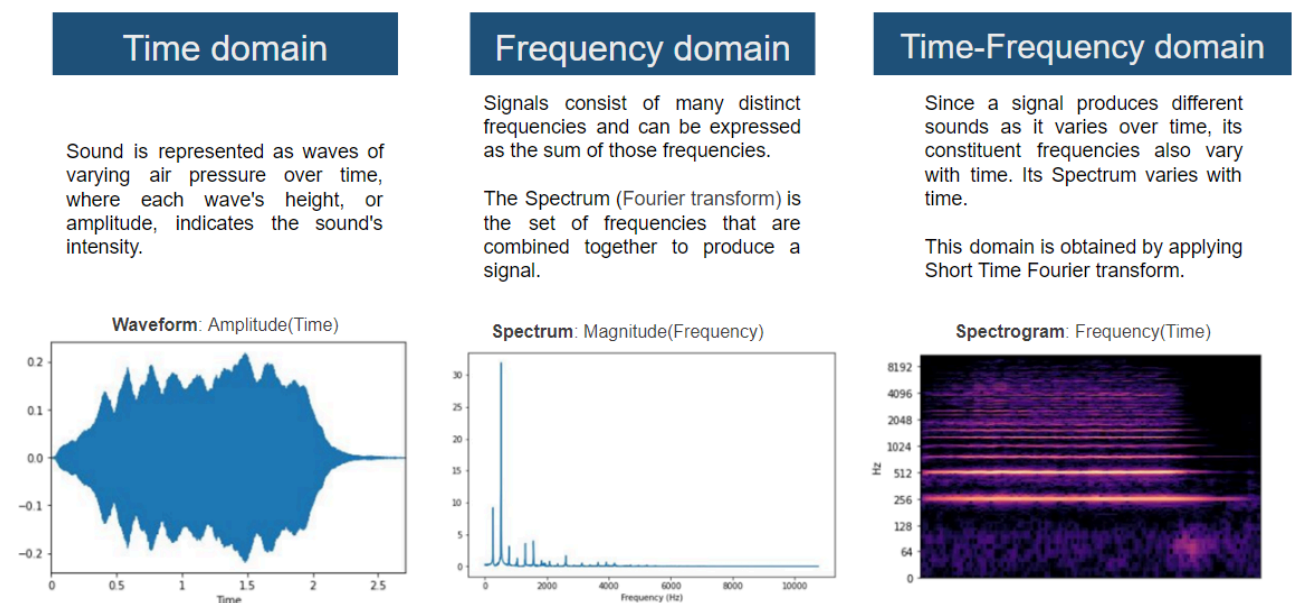 Time domain
Sound is represented as waves of
varying air pressure over time,
where each wave's height, or
amplitude, indicates the sound's
intensity.
Waveform: Amplitude(Time)
0.2
0.1
0.0
−0.1
−0.2
0 0.5 1 1.5 2 2.5
Time
Frequency domain
Signals consist of many distinct
frequencies and can be expressed
as the sum of those frequencies.
The Spectrum (Fourier transform) is
the set of frequencies that are
combined together to produce a
signal.
Spectrum: Magnitude(Frequency)
30
25
20
15
10
5
0
0 2000 4000 6000 8000 10000
Frequency (Hz)
Time-Frequency domain
Since a signal produces different
sounds as it varies over time, its
constituent frequencies also vary
with time. Its Spectrum varies with
time.
This domain is obtained by applying
Short Time Fourier transform.
Spectrogram: Frequency(Time)
8192
4096
2048
1024
Hz
512
256
128
64
0